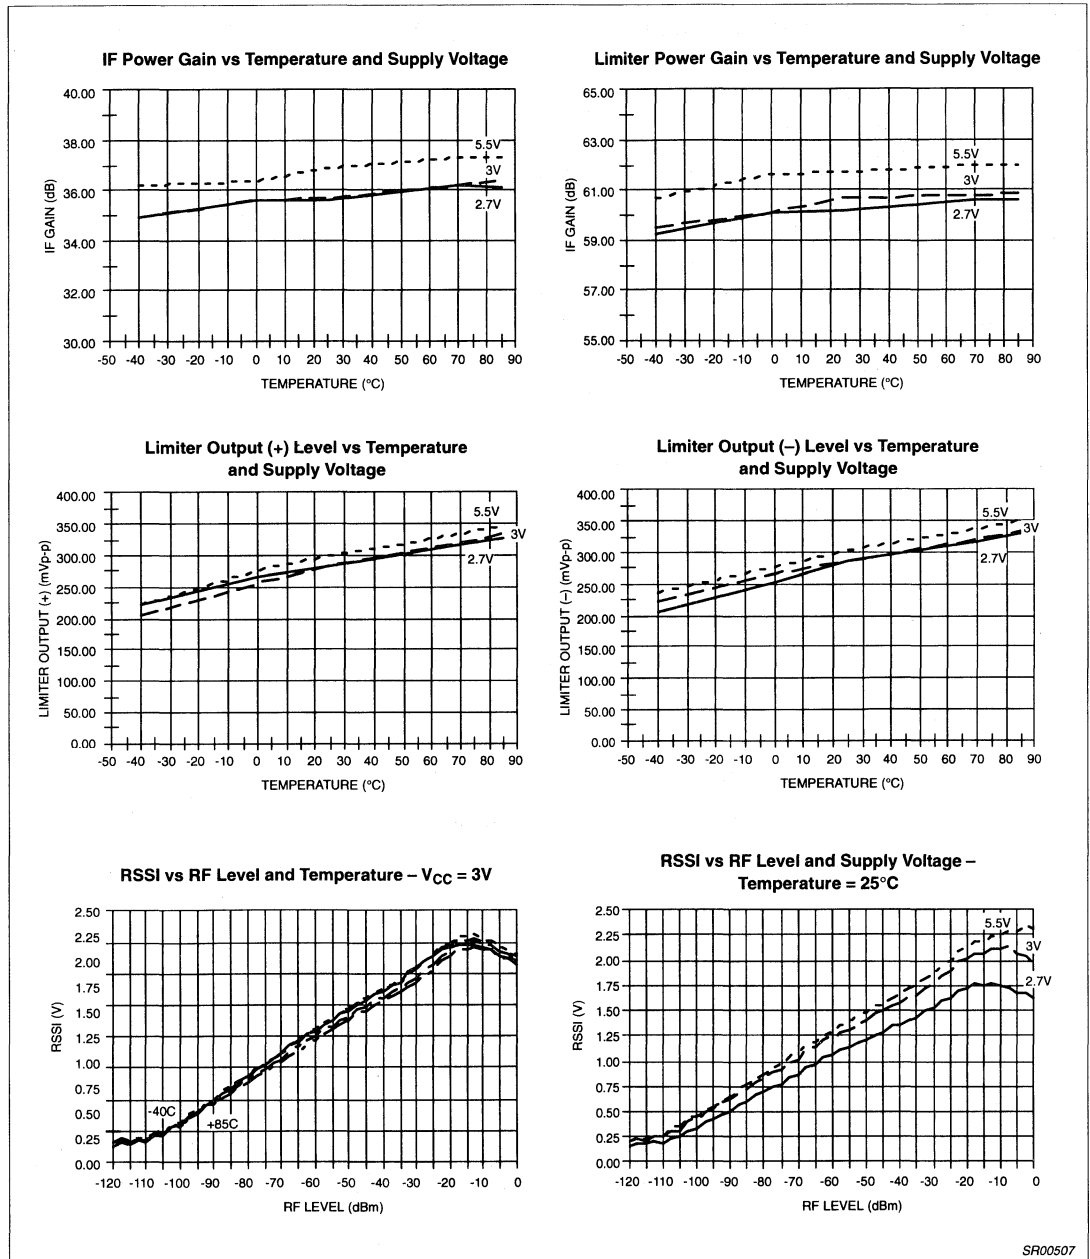 IF Power Gain vs Temperature and Supply Voltage
40.00
38.00
36.00
34.00
32.00
30.00
IF GAIN (dB)
5.5V
3V
2.7V
-50 -40 -30 -20 -10 0 10 20 30 40 50 60 70 80 90
TEMPERATURE (°C)
Limiter Power Gain vs Temperature and Supply Voltage
65.00
63.00
61.00
59.00
57.00
55.00
IF GAIN (dB)
5.5V
3V
2.7V
-50 -40 -30 -20 -10 0 10 20 30 40 50 60 70 80 90
TEMPERATURE (°C)
Limiter Output (+) Level vs Temperature
and Supply Voltage
400.00
350.00
300.00
250.00
200.00
150.00
100.00
50.00
0.00
LIMITER OUTPUT (+) (mVp-p)
5.5V
3V
2.7V
-50 -40 -30 -20 -10 0 10 20 30 40 50 60 70 80 90
TEMPERATURE (°C)
Limiter Output (–) Level vs Temperature
and Supply Voltage
400.00
350.00
300.00
250.00
200.00
150.00
100.00
50.00
0.00
LIMITER OUTPUT (–) (mVp-p)
5.5V
3V
2.7V
-50 -40 -30 -20 -10 0 10 20 30 40 50 60 70 80 90
TEMPERATURE (°C)
RSSI vs RF Level and Temperature – VCC = 3V
2.50
2.25
2.00
1.75
1.50
1.25
1.00
0.75
0.50
0.25
0.00
RSSI (V)
-40C
+85C
-120 -110 -100 -90 -80 -70 -60 -50 -40 -30 -20 -10 0
RF LEVEL (dBm)
RSSI vs RF Level and Supply Voltage –
Temperature = 25°C
2.50
2.25
2.00
1.75
1.50
1.25
1.00
0.75
0.50
0.25
0.00
RSSI (V)
5.5V
3V
2.7V
-120 -110 -100 -90 -80 -70 -60 -50 -40 -30 -20 -10 0
RF LEVEL (dBm)
SR00507